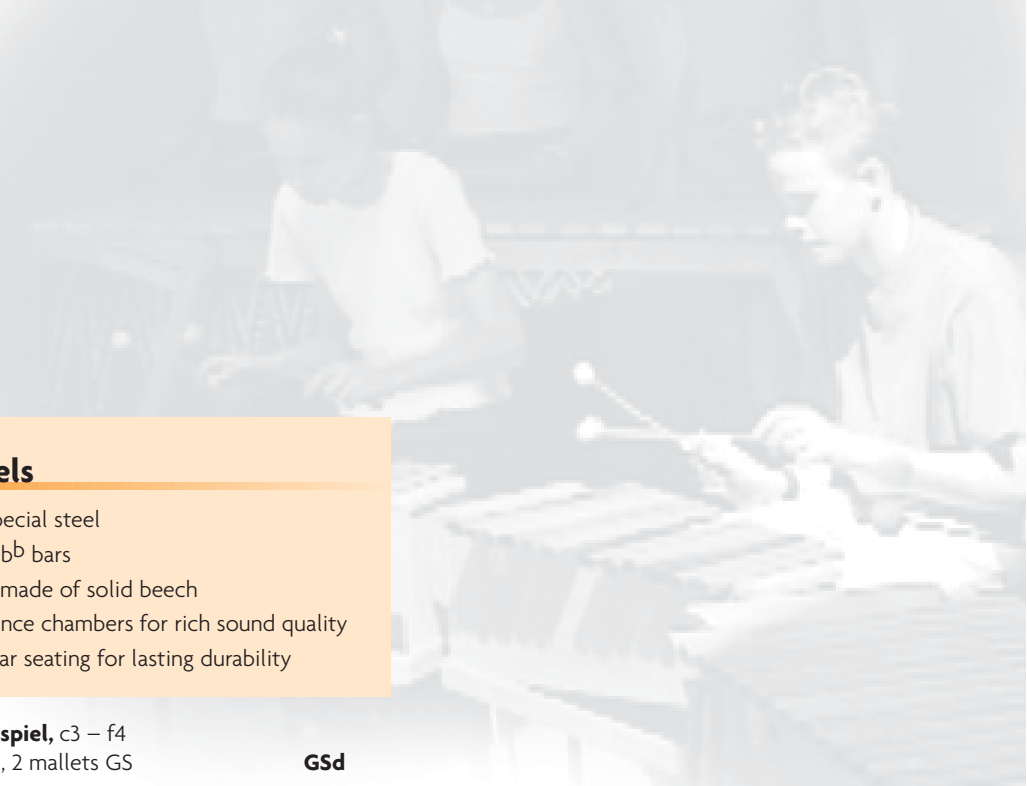 els
pecial steel
bb bars
made of solid beech
nce chambers for rich sound quality
ar seating for lasting durability
spiel, c3 – f4
, 2 mallets GS GSd